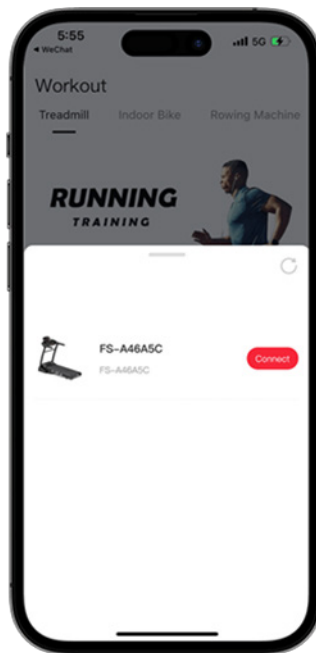 5:55
5G
◀ WeChat
Workout
Treadmill Indoor Bike Rowing Machine
RUNNING
TRAINING
FS-A46A5C
FS-A46A5C
Connect